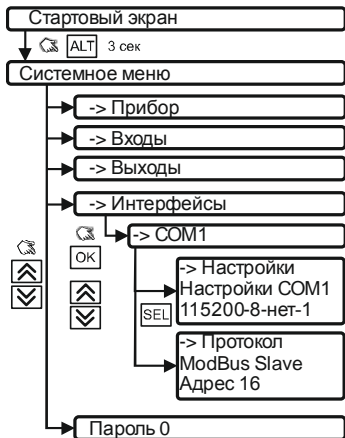 Стартовый экран
ALT 3 сек
Системное меню
-> Прибор
-> Входы
-> Выходы
-> Интерфейсы
-> COM1
OK
-> Настройки
Настройки COM1
115200-8-нет-1
SEL
-> Протокол
ModBus Slave
Адрес 16
Пароль 0